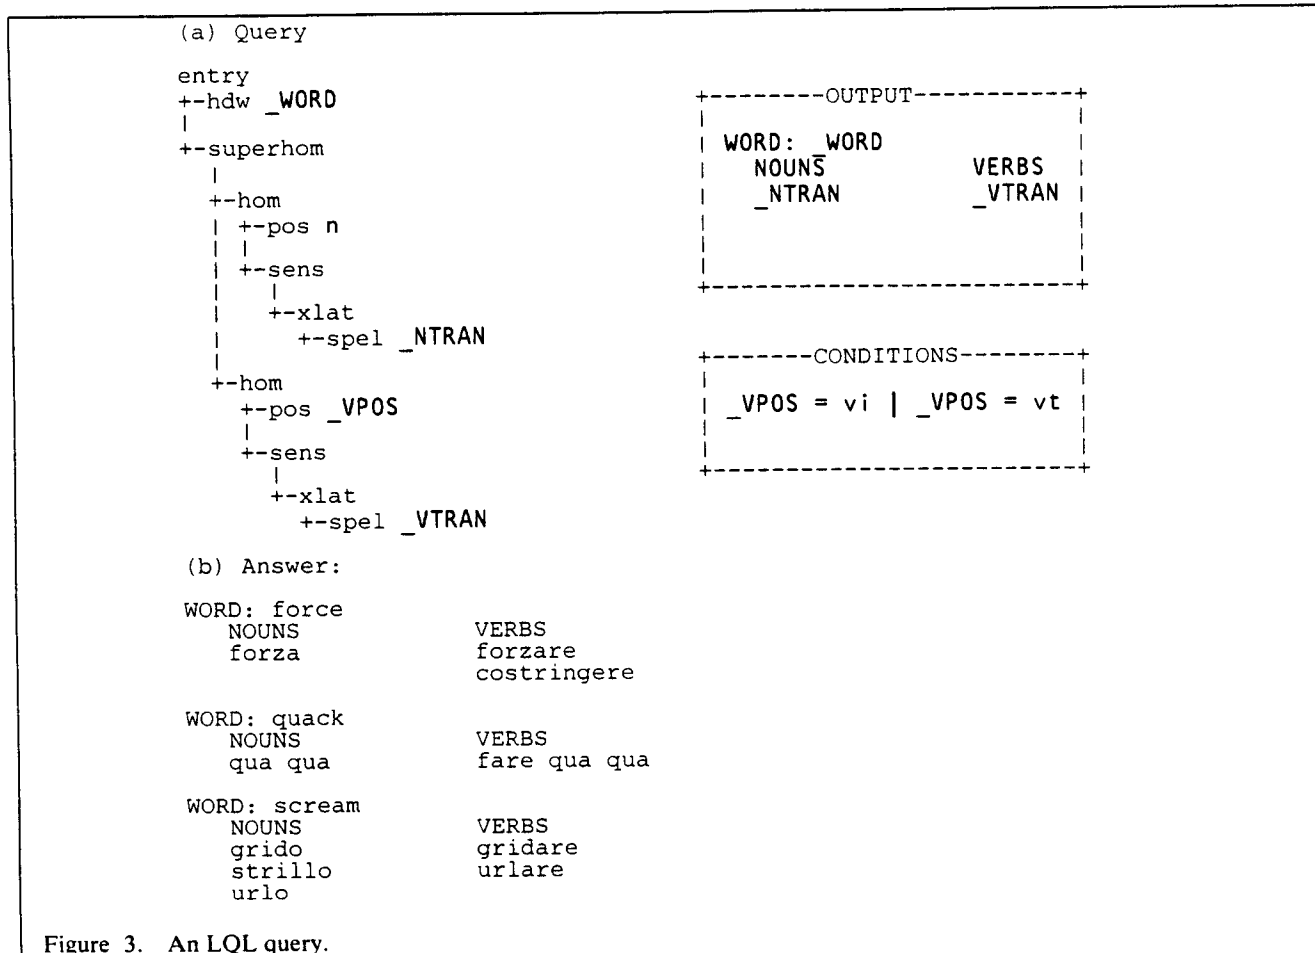 (a) Query
entry
+-hdw _WORD
|
+-superhom
|
+-hom
| +-pos n
| |
| +-sens
| |
| +-xlat
| +-spel _NTRAN
|
+-hom
+-pos _VPOS
|
+-sens
|
+-xlat
+-spel _VTRAN
+---------OUTPUT------------+
WORD: _WORD
NOUNS VERBS
_NTRAN _VTRAN
+---------------------------+
+--------CONDITIONS---------+
| _VPOS = vi | _VPOS = vt |
+---------------------------+
(b) Answer:
WORD: force
NOUNS VERBS
forza forzare
costringere
WORD: quack
NOUNS VERBS
qua qua fare qua qua
WORD: scream
NOUNS VERBS
grido gridare
strillo urlare
urlo
Figure 3. An LQL query.